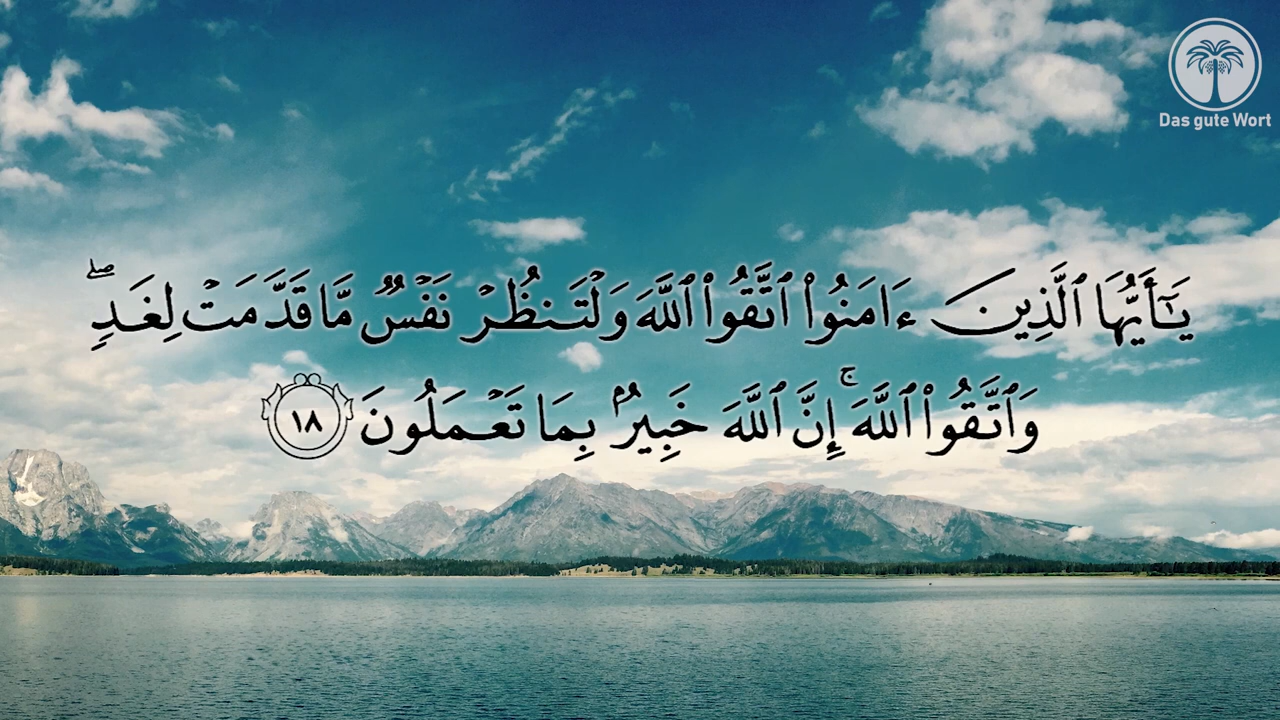 Das gute Wort
يَـٰٓأَيُّهَا ٱلَّذِينَ ءَامَنُوا۟ ٱتَّقُوا۟ ٱللَّهَ وَلْتَنظُرْ نَفْسٌ مَّا قَدَّمَتْ لِغَدٍ ۖ
وَٱتَّقُوا۟ ٱللَّهَ ۚ إِنَّ ٱللَّهَ خَبِيرٌۢ بِمَا تَعْمَلُونَ ١٨